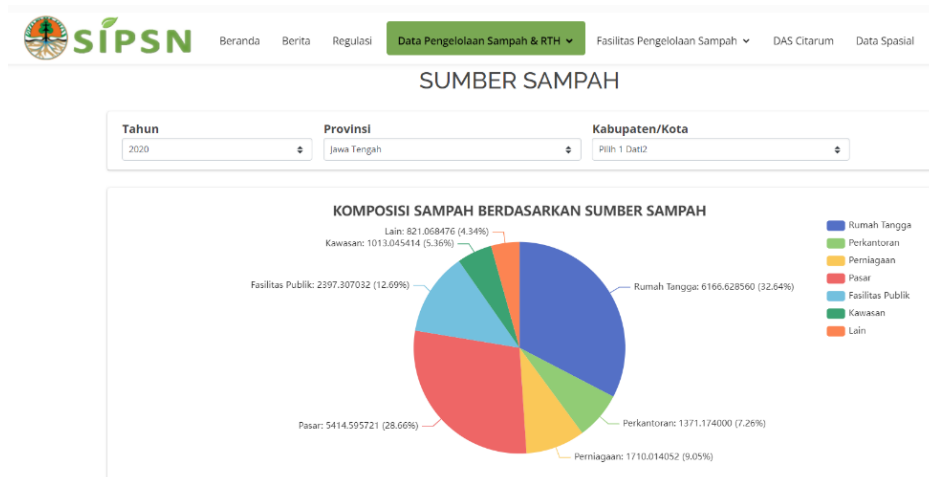 SIPSN
Beranda Berita Regulasi Data Pengelolaan Sampah & RTH Fasilitas Pengelolaan Sampah DAS Citarum Data Spasial
SUMBER SAMPAH
Tahun Provinsi Kabupaten/Kota
2020 Jawa Tengah Pilih 1 Dati2
KOMPOSISI SAMPAH BERDASARKAN SUMBER SAMPAH
Lain: 821.068476 (4.34%)
Kawasan: 1013.045414 (5.36%)
Fasilitas Publik: 2397.307032 (12.69%)
Rumah Tangga: 6166.628560 (32.64%)
Pasar: 5414.595721 (28.66%)
Perkantoran: 1371.174000 (7.26%)
Perniagaan: 1710.014052 (9.05%)
Rumah Tangga
Perkantoran
Perniagaan
Pasar
Fasilitas Publik
Kawasan
Lain